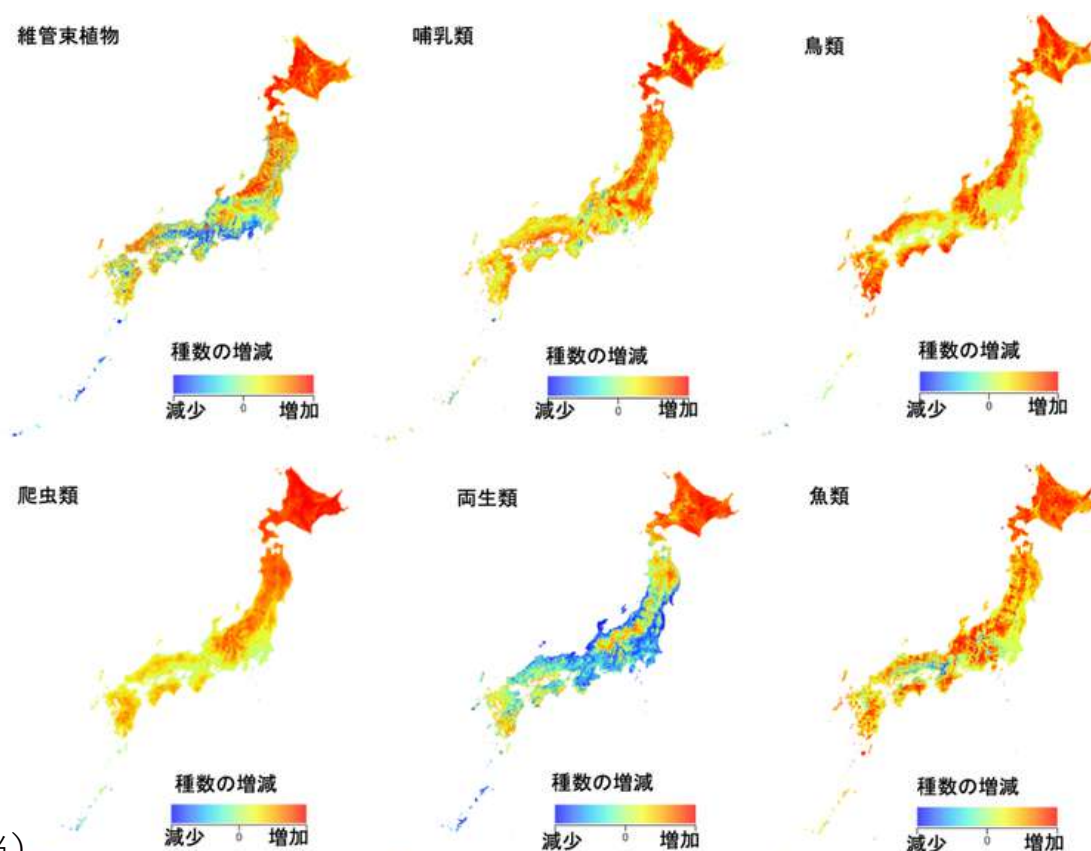 維管束植物
哺乳類
鳥類
種数の増減
減少 0 増加
種数の増減
減少 0 増加
種数の増減
減少 0 増加
爬虫類
両生類
魚類
種数の増減
減少 0 増加
種数の増減
減少 0 増加
種数の増減
減少 0 増加